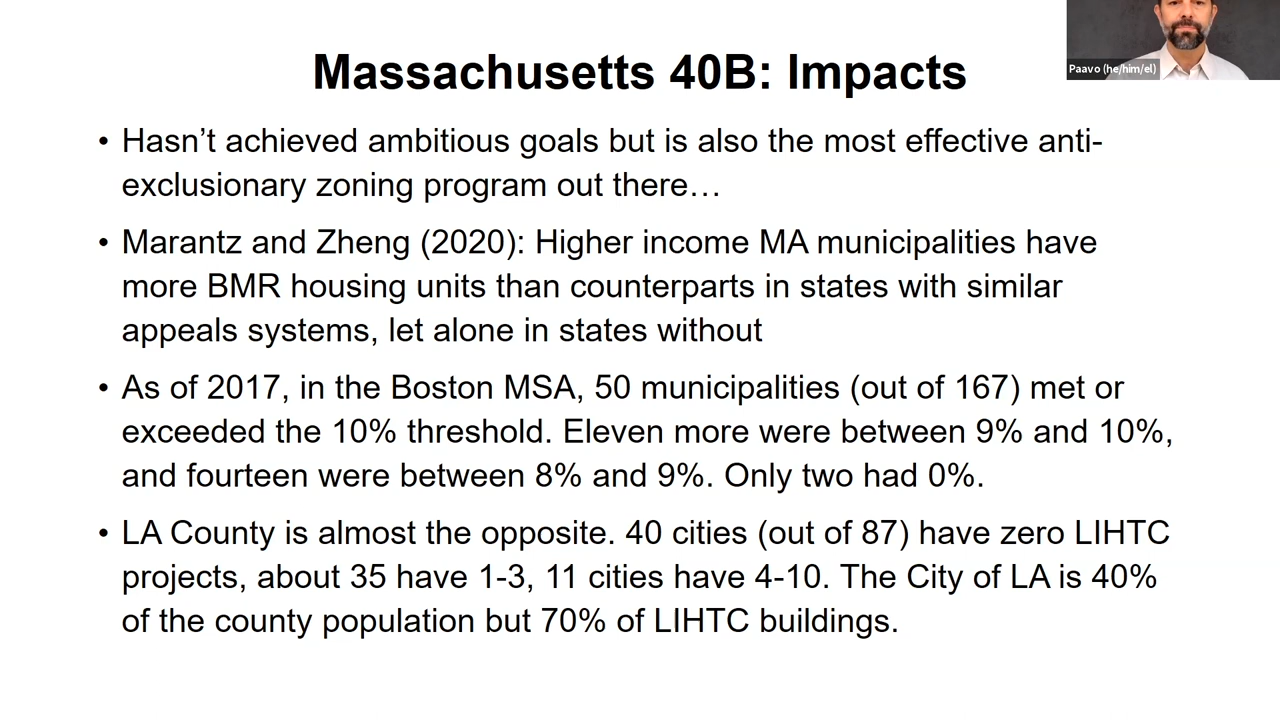 Massachusetts 40B: Impacts
Paavo (he/him/el)
• Hasn’t achieved ambitious goals but is also the most effective anti-
exclusionary zoning program out there…
• Marantz and Zheng (2020): Higher income MA municipalities have
more BMR housing units than counterparts in states with similar
appeals systems, let alone in states without
• As of 2017, in the Boston MSA, 50 municipalities (out of 167) met or
exceeded the 10% threshold. Eleven more were between 9% and 10%,
and fourteen were between 8% and 9%. Only two had 0%.
• LA County is almost the opposite. 40 cities (out of 87) have zero LIHTC
projects, about 35 have 1-3, 11 cities have 4-10. The City of LA is 40%
of the county population but 70% of LIHTC buildings.